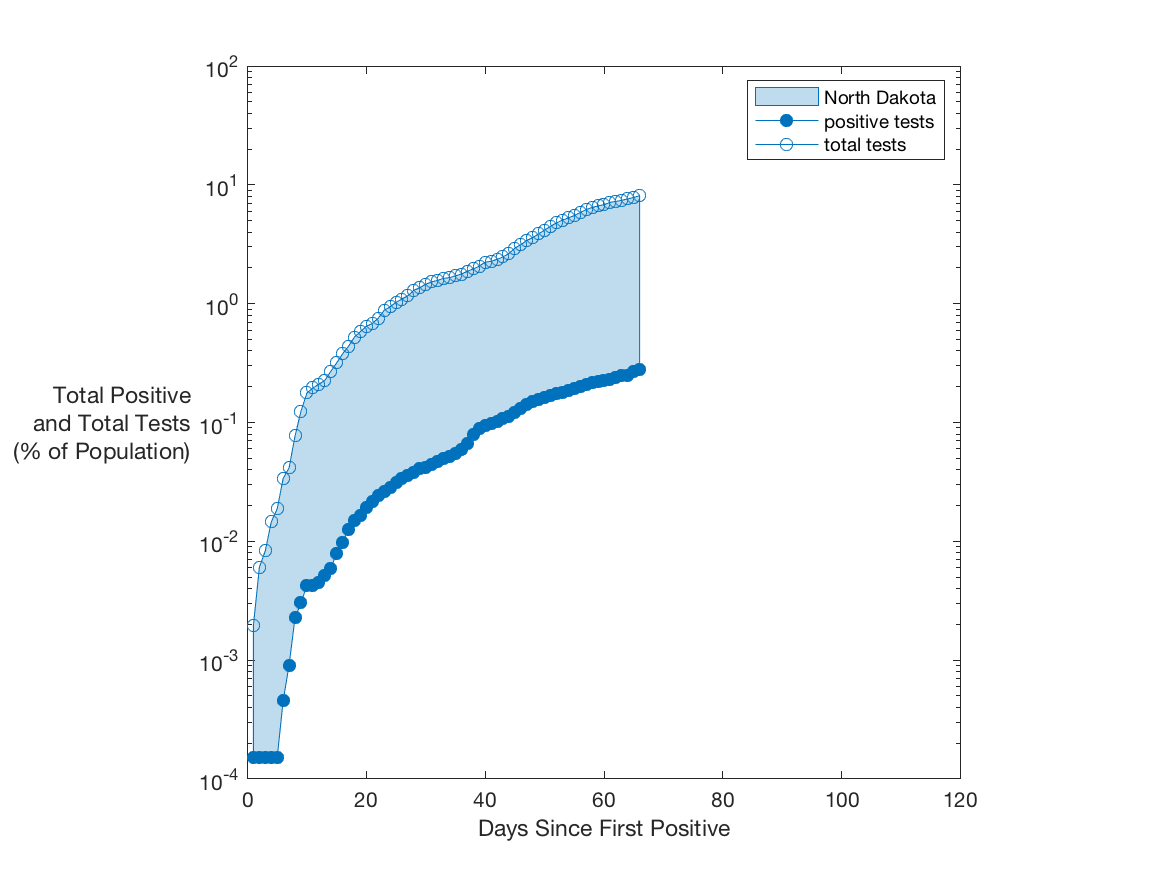 10^2
10^1
10^0
10^-1
10^-2
10^-3
10^-4
Total Positive
and Total Tests
(% of Population)
North Dakota
positive tests
total tests
0 20 40 60 80 100 120
Days Since First Positive